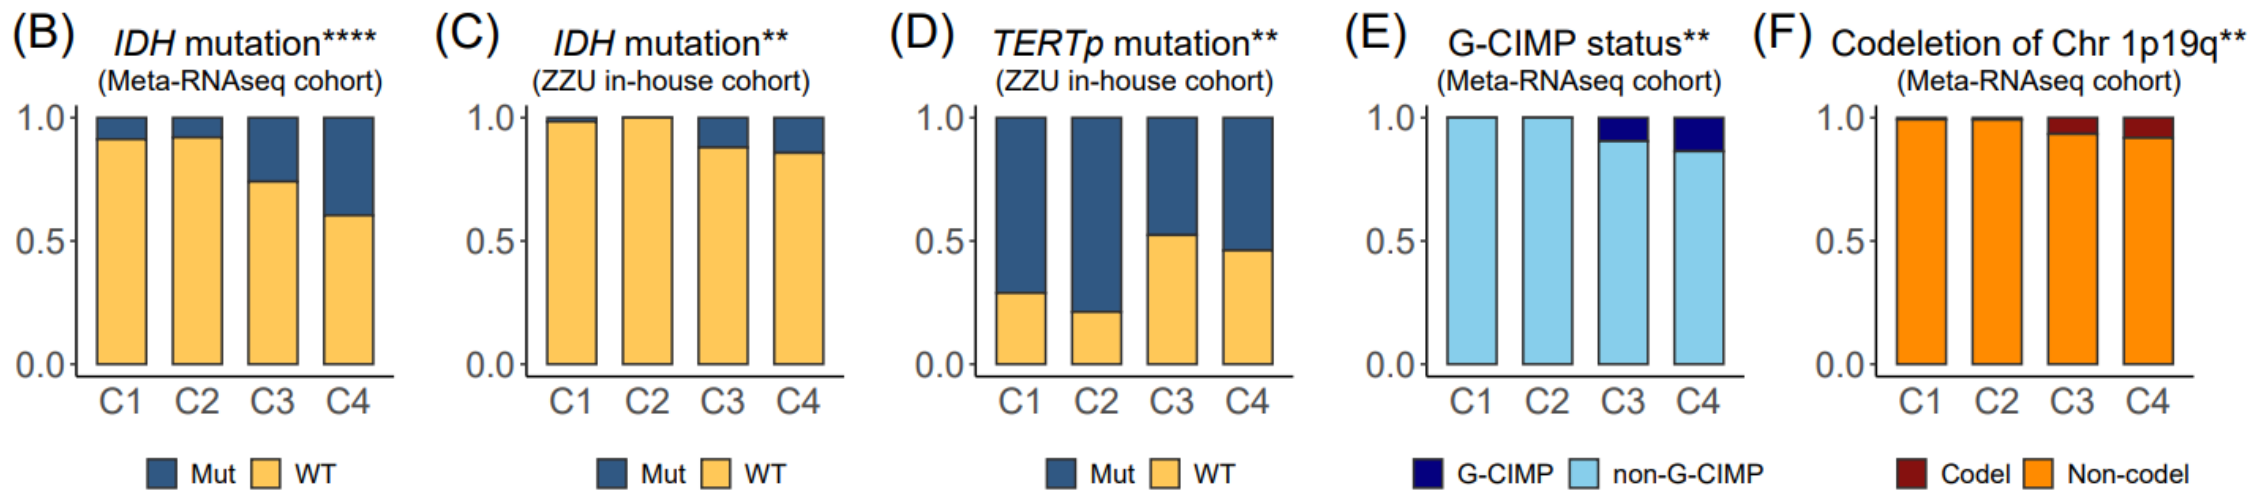 (B) IDH mutation****
(Meta-RNAseq cohort)
1.0
0.5
0.0
C1 C2 C3 C4
Mut WT
(C) IDH mutation**
(ZZU in-house cohort)
1.0
0.5
0.0
C1 C2 C3 C4
Mut WT
(D) TERTp mutation**
(ZZU in-house cohort)
1.0
0.5
0.0
C1 C2 C3 C4
Mut WT
(E) G-CIMP status**
(Meta-RNAseq cohort)
1.0
0.5
0.0
C1 C2 C3 C4
G-CIMP non-G-CIMP
(F) Codeletion of Chr 1p19q**
(Meta-RNAseq cohort)
1.0
0.5
0.0
C1 C2 C3 C4
Codel Non-codel